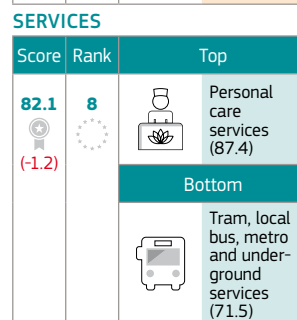 SERVICES
Score Rank Top
82.1 8
(-1.2)
Personal
care
services
(87.4)
Bottom
Tram, local
bus, metro
and under-
ground
services
(71.5)